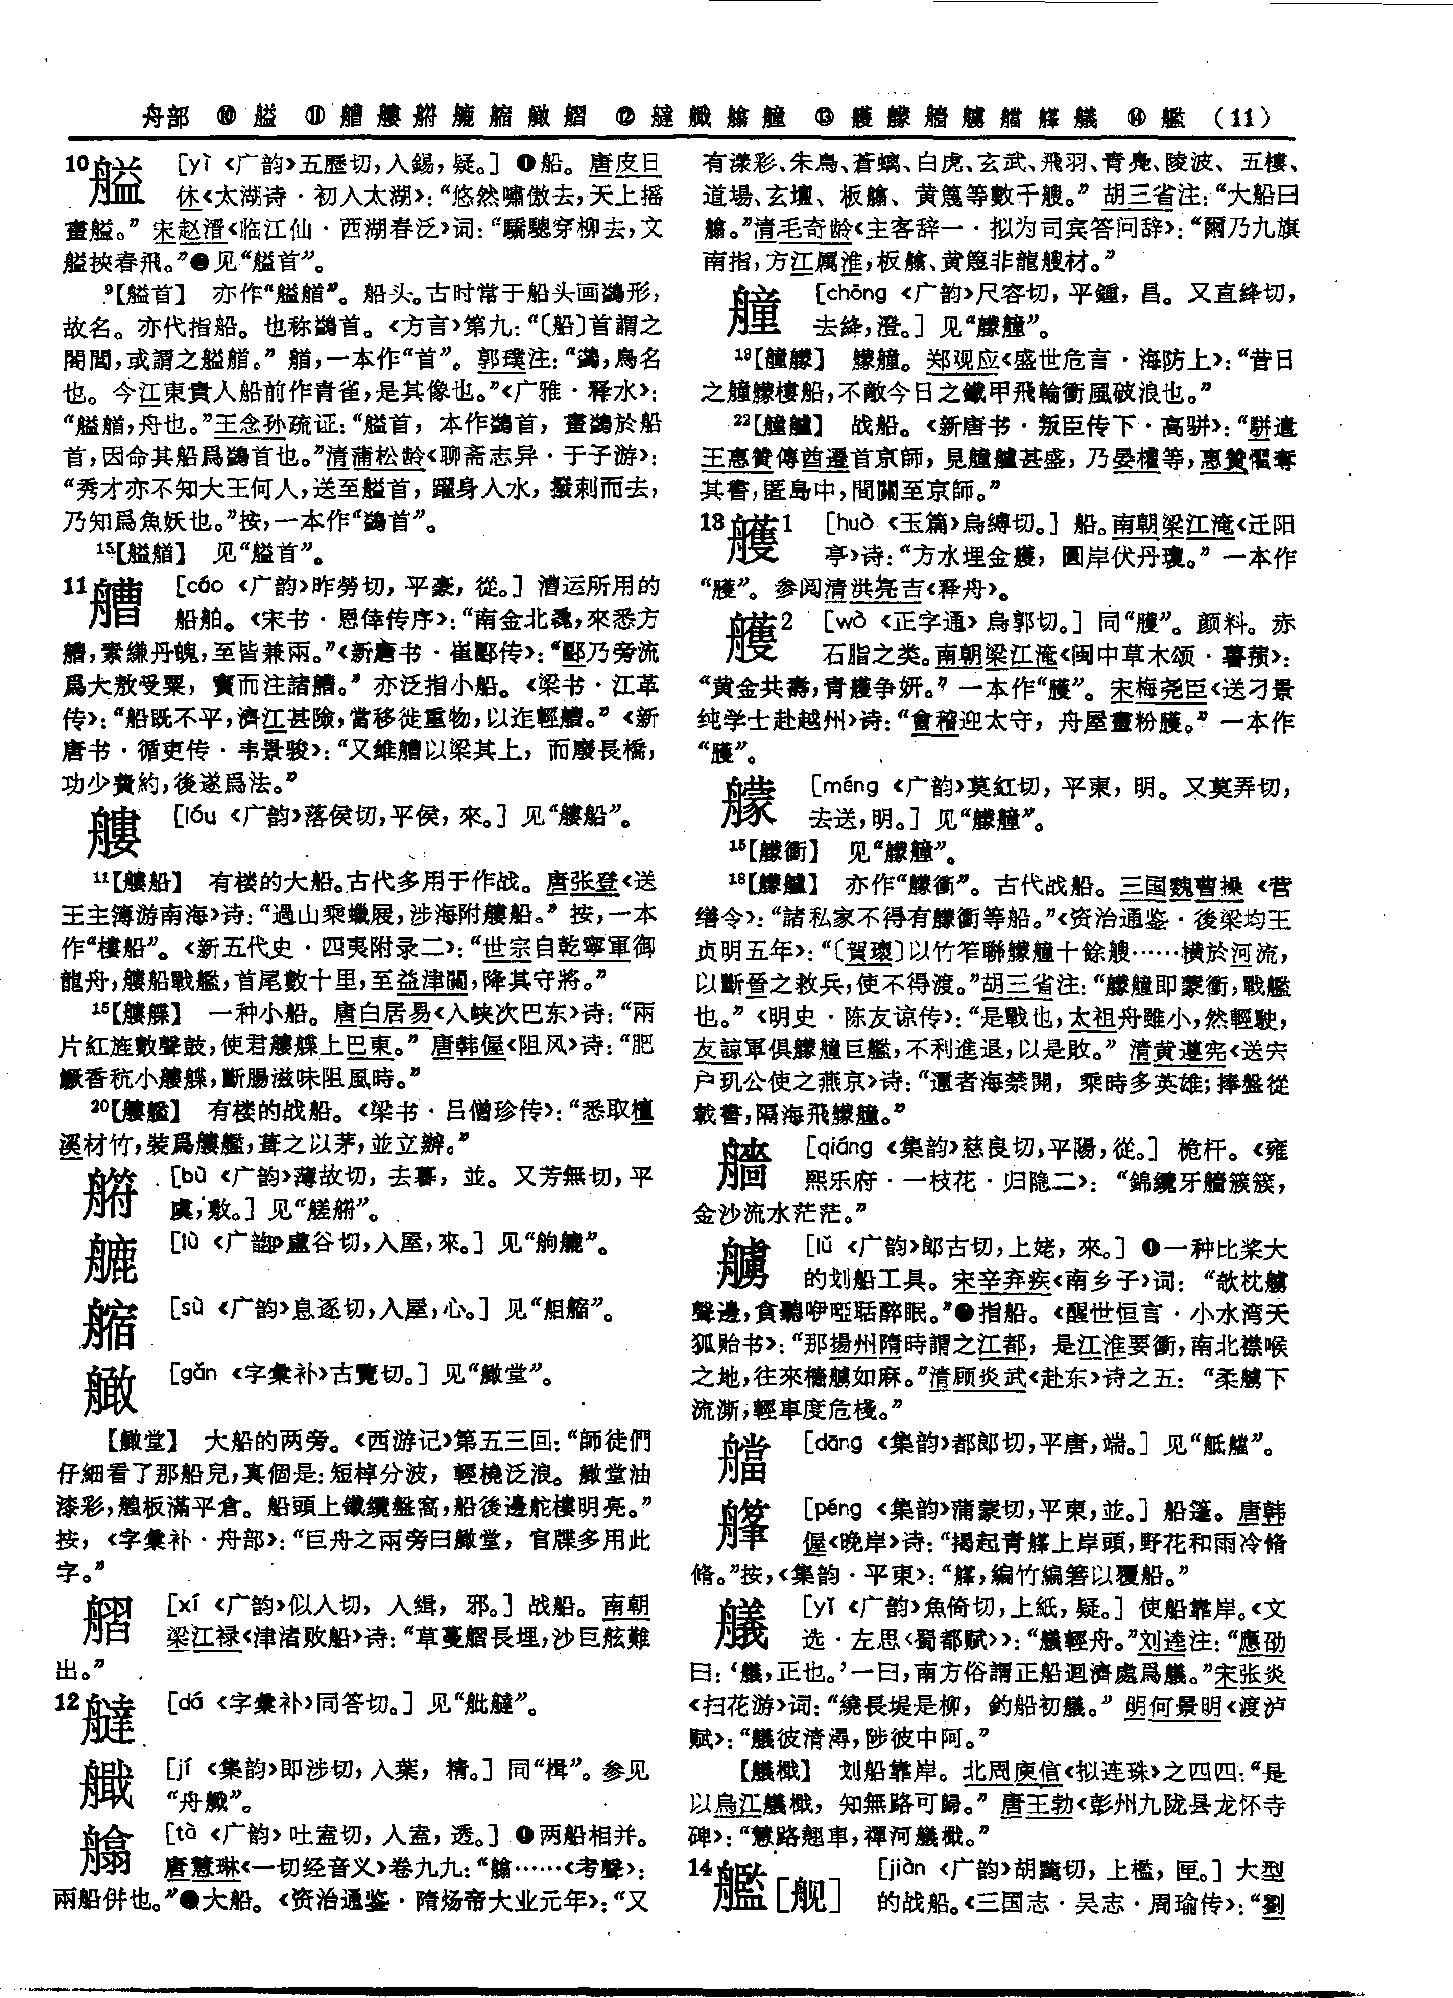 舟部 ⑩ 艗 ⑪ 艚 艛 䑰 䑼 䑿 ⑫ 艟 ⑬ 艧 艨 艢 艣 艡 艤 ⑭ 艦 (11)
10 艗 [yì《广韵》五歷切,入錫,疑。] ❶船。唐皮日
休《太湖诗·初入太湖》:“悠然嘯傲去,天上摇
畫艗。”宋赵溍《临江仙·西湖春泛》词:“驕驄穿柳去,文
艗挾春飛。”❷见“艗首”。
9【艗首】 亦作“艗艏”。船头。古时常于船头画鷁形,
故名。亦代指船。也称鷁首。《方言》第九:“〔船〕首謂之
閤閭,或謂之艗艏。”艏,一本作“首”。郭璞注:“鷁,鳥名
也。今江東貴人船前作青雀,是其像也。”《广雅·释水》:
“艗艏,舟也。”王念孙疏证:“艗首,本作鷁首,畫鷁於船
首,因命其船爲鷁首也。”清蒲松龄《聊斋志异·于子游》:
“秀才亦不知大王何人,送至艗首,躍身入水,撥剌而去,
乃知爲魚妖也。”按,一本作“鷁首”。
15【艗艏】 见“艗首”。
11 艚 [cáo《广韵》昨勞切,平豪,從。] 漕运所用的
船舶。《宋书·恩倖传序》:“南金北毳,來悉方
艚,素縑丹魄,至皆兼兩。”《新唐书·崔郾传》:“郾乃旁流
爲大敖受粟,竇而注諸艚。”亦泛指小船。《梁书·江革
传》:“船既不平,濟江甚險,當移徙重物,以迮輕艚。”《新
唐书·循吏传·韦景骏》:“又維艚以梁其上,而廢長橋,
功少費約,後遂爲法。”
艛 [lóu《广韵》落侯切,平侯,來。] 见“艛船”。
11【艛船】 有楼的大船。古代多用于作战。唐张登《送
王主簿游南海》诗:“過山乘蠟屐,涉海附艛船。”按,一本
作“樓船”。《新五代史·四夷附录二》:“世宗自乾寧軍御
龍舟,艛船戰艦,首尾數十里,至益津關,降其守將。”
15【艛艓】 一种小船。唐白居易《入峡次巴东》诗:“兩
片紅旌數聲鼓,使君艛艓上巴東。”唐韩偓《阻风》诗:“肥
鱖香秔小艛艓,斷腸滋味阻風時。”
20【艛艦】 有楼的战船。《梁书·吕僧珍传》:“悉取檀
溪材竹,裝爲艛艦,葺之以茅,並立辦。”
[bù《广韵》薄故切,去暮,並。又芳無切,平
虞,敷。]
[lù《广韵》盧谷切,入屋,來。]
[sù《广韵》息逐切,入屋,心。]
[gǎn《字彙补》古覽切。]
大船的两旁。《西游记》第五三回:“師徒們
仔細看了那船兒,真個是:短棹分波,輕橈泛浪。
漆彩,艎板滿平倉。船頭上鐵纜盤窩,船後邊舵樓明亮。”
按,《字彙补·舟部》:“巨舟之兩旁曰 堂,官牒多用此
字。”
[xí《广韵》似入切,入緝,邪。] 战船。南朝
梁江禄《津渚败船》诗:“草蔓艒長埋,沙巨舷難
出。”
12 [dá《字彙补》同答切。]
[jí《集韵》即涉切,入葉,精。] 同“楫”。参见
[tà《广韵》吐盍切,入盍,透。] ❶两船相并。
唐慧琳《一切经音义》卷九九:“艙……《考聲》:
兩船併也。”❷大船。《资治通鉴·隋炀帝大业元年》:“又
有漾彩、朱鳥、蒼螭、白虎、玄武、飛羽、青凫、陵波、五樓、
道場、玄壇、板䑽、黄篾等數千艘。”胡三省注:“大船曰
䑽。”清毛奇龄《主客辞一·拟为司宾答问辞》:“爾乃九旗
南指,方江厲淮,板䑽、黄篾非龍艘材。”
艟 [chōng《广韵》尺容切,平鍾,昌。又直絳切,
去絳,澄。] 见“艨艟”。
19【艟艨】 艨艟。郑观应《盛世危言·海防上》:“昔日
之艟艨樓船,不敵今日之鐵甲飛輪衝風破浪也。”
22【艟艫】 战船。《新唐书·叛臣传下·高骈》:“駢遣
王惠贊傳酋遷首京師,見艟艫甚盛,乃晏權等,惠贊懼奪
其書,匿島中,間關至京師。”
13 艧1 [huò《玉篇》烏縛切。] 船。南朝梁江淹《迁阳
亭》诗:“方水埋金艧,圓岸伏丹瓊。”一本作
“臒”。参阅清洪亮吉《释舟》。
艧2 [wò《正字通》烏郭切。] 同“雘”。颜料。赤
石脂之类。南朝梁江淹《闽中草木颂·薯蓣》:
“黄金共壽,青艧争妍。”一本作“雘”。宋梅尧臣《送刁景
纯学士赴越州》诗:“會稽迎太守,舟屋畫粉艧。”一本作
“雘”。
艨 [méng《广韵》莫紅切,平東,明。又莫弄切,
去送,明。] 见“艨艟”。
15【艨衝】 见“艨艟”。
18【艨艟】 亦作“艨衝”。古代战船。三国魏曹操《营
缮令》:“諸私家不得有艨衝等船。”《资治通鉴·後梁均王
贞明五年》:“〔賀瓌〕以竹笮聯艨艟十餘艘……横於河流,
以斷晉之救兵,使不得渡。”胡三省注:“艨艟即蒙衝,戰艦
也。”《明史·陈友谅传》:“是戰也,太祖舟雖小,然輕駛,
友諒軍俱艨艟巨艦,不利進退,以是敗。”清黄遵宪《送宍
户玑公使之燕京》诗:“邇者海禁開,乘時多英雄;捧盤從
載書,隔海飛艨艟。”
艢 [qiáng《集韵》慈良切,平陽,從。] 桅杆。《雍
熙乐府·一枝花·归隐二》:“錦纜牙艢簇簇,
金沙流水茫茫。”
艣 [lǔ《广韵》郎古切,上姥,來。] ❶一种比桨大
的划船工具。宋辛弃疾《南乡子》词:“欹枕艣
聲邊,貪聽咿啞聒醉眠。”❷指船。《醒世恒言·小水湾天
狐贻书》:“那揚州隋時謂之江都,是江淮要衝,南北襟喉
之地,往來檣艣如麻。”清顾炎武《赴东》诗之五:“柔艣下
流澌,輕車度危棧。”
艡 [dāng《集韵》都郎切,平唐,端。] 见“艍艡”。
[péng《集韵》蒲蒙切,平東,並。] 船篷。唐韩
偓《晚岸》诗:“揭起青 上岸頭,野花和雨冷脩
脩。”按,《集韵·平東》: 編竹編箬以覆船。”
艤 [yǐ《广韵》魚倚切,上紙,疑。] 使船靠岸。《文
选·左思〈蜀都赋〉》:“艤輕舟。”刘逵注:“應劭
曰:‘艤,正也。’一曰,南方俗謂正船迴濟處爲艤。”宋张炎
《扫花游》词:“繞長堤是柳,釣船初艤。”明何景明《渡泸
赋》:“艤彼清潯,陟彼中阿。”
【艤檝】 划船靠岸。北周庾信《拟连珠》之四四:“是
以烏江艤檝,知無路可歸。”唐王勃《彭州九陇县龙怀寺
碑》:“慧路翹車,禪河艤檝。”
14 艦[舰] [jiàn《广韵》胡黤切,上檻,匣。] 大型
的战船。《三国志·吴志·周瑜传》:“劉